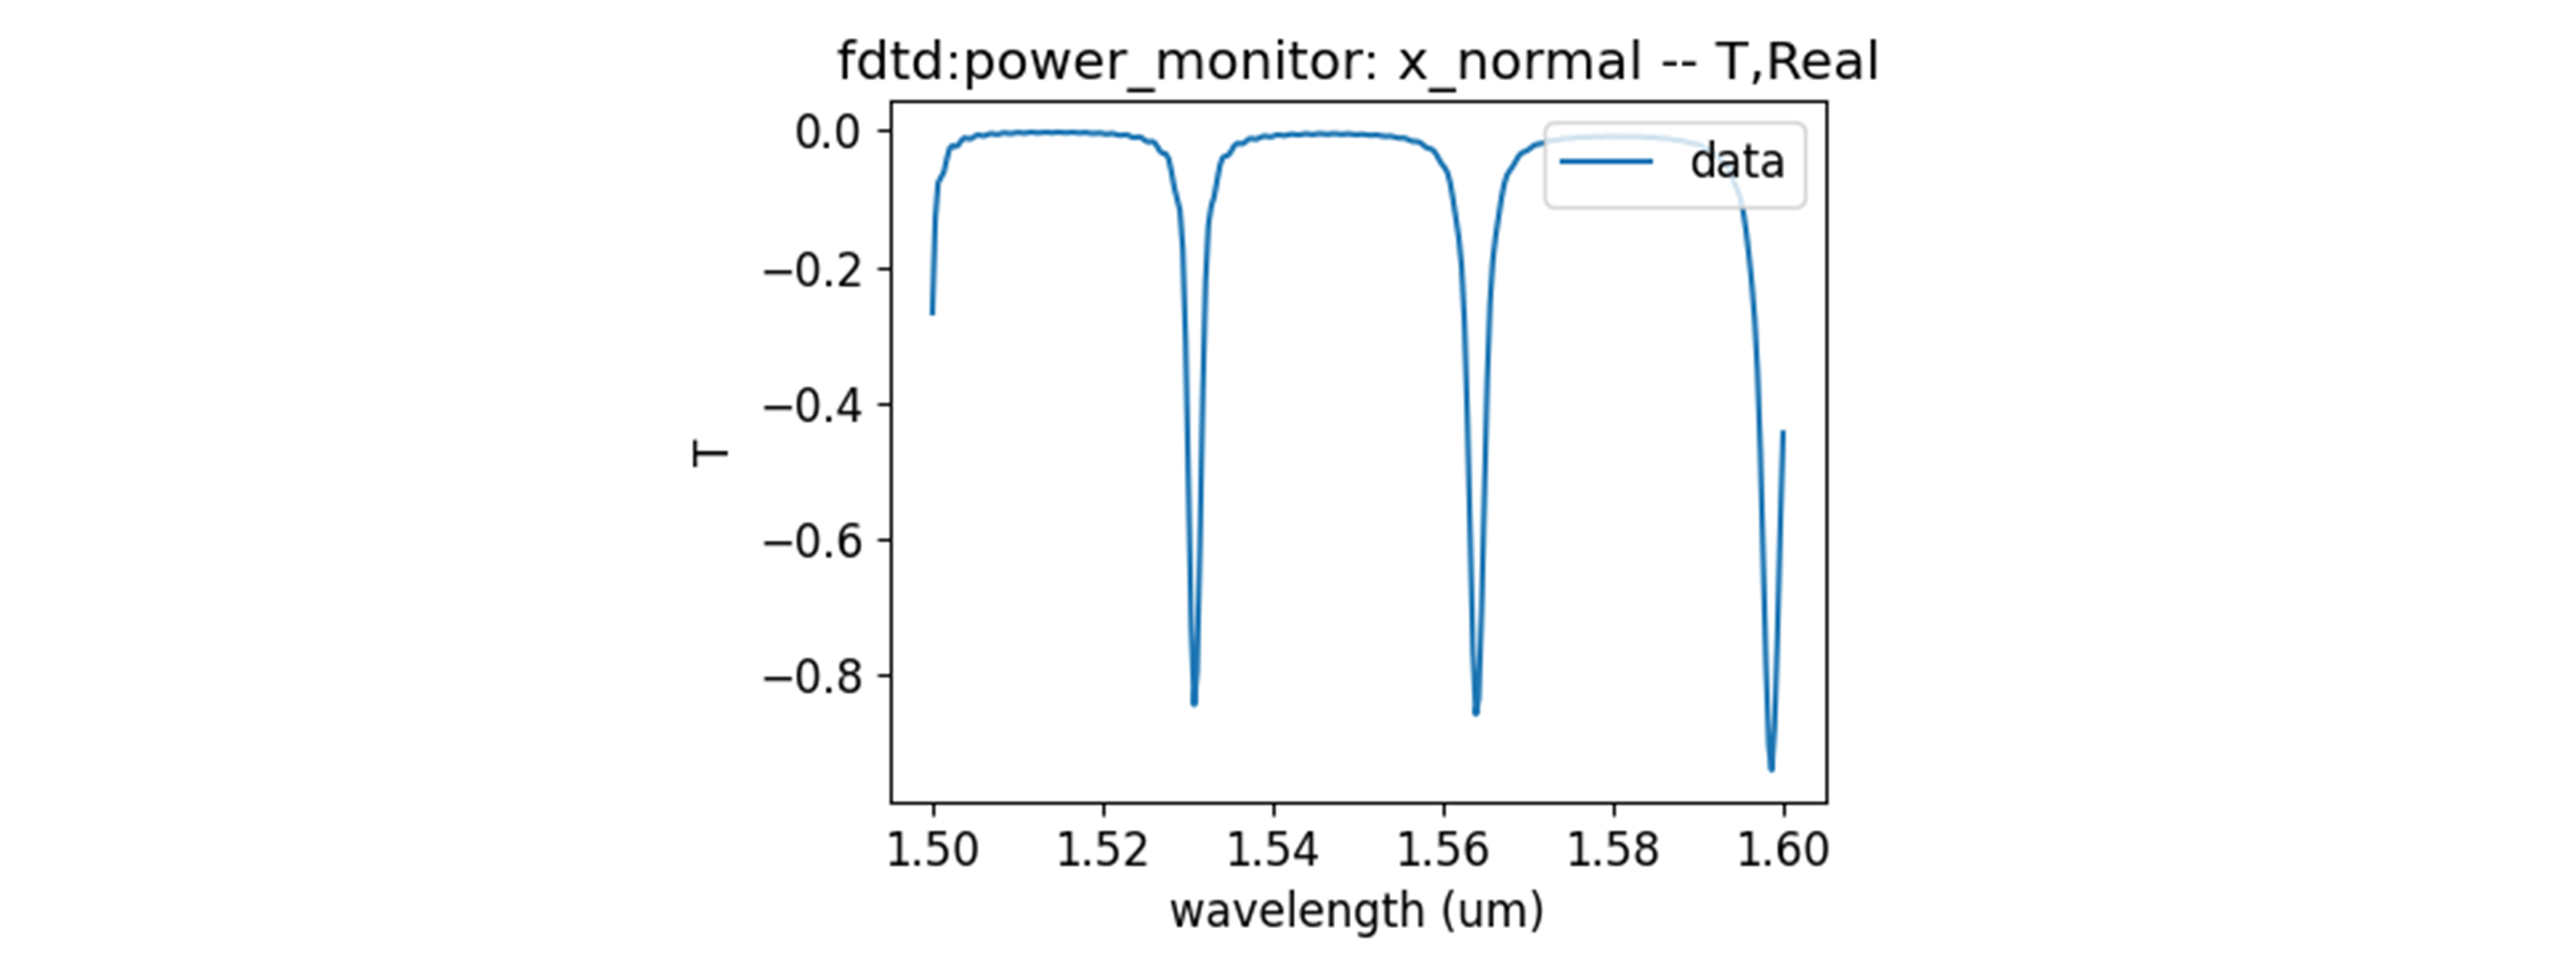 fdtd:power_monitor: x_normal -- T,Real
0.0
−0.2
−0.4
−0.6
−0.8
T
data
1.50 1.52 1.54 1.56 1.58 1.60
wavelength (um)